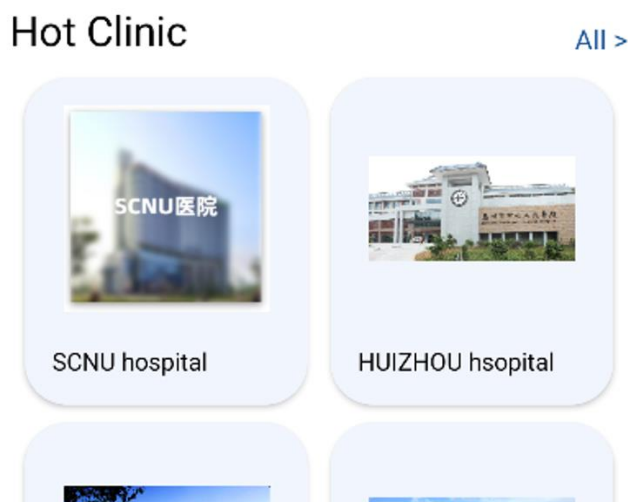 Hot Clinic
All >
SCNU医院
SCNU hospital
HUIZHOU hsopital